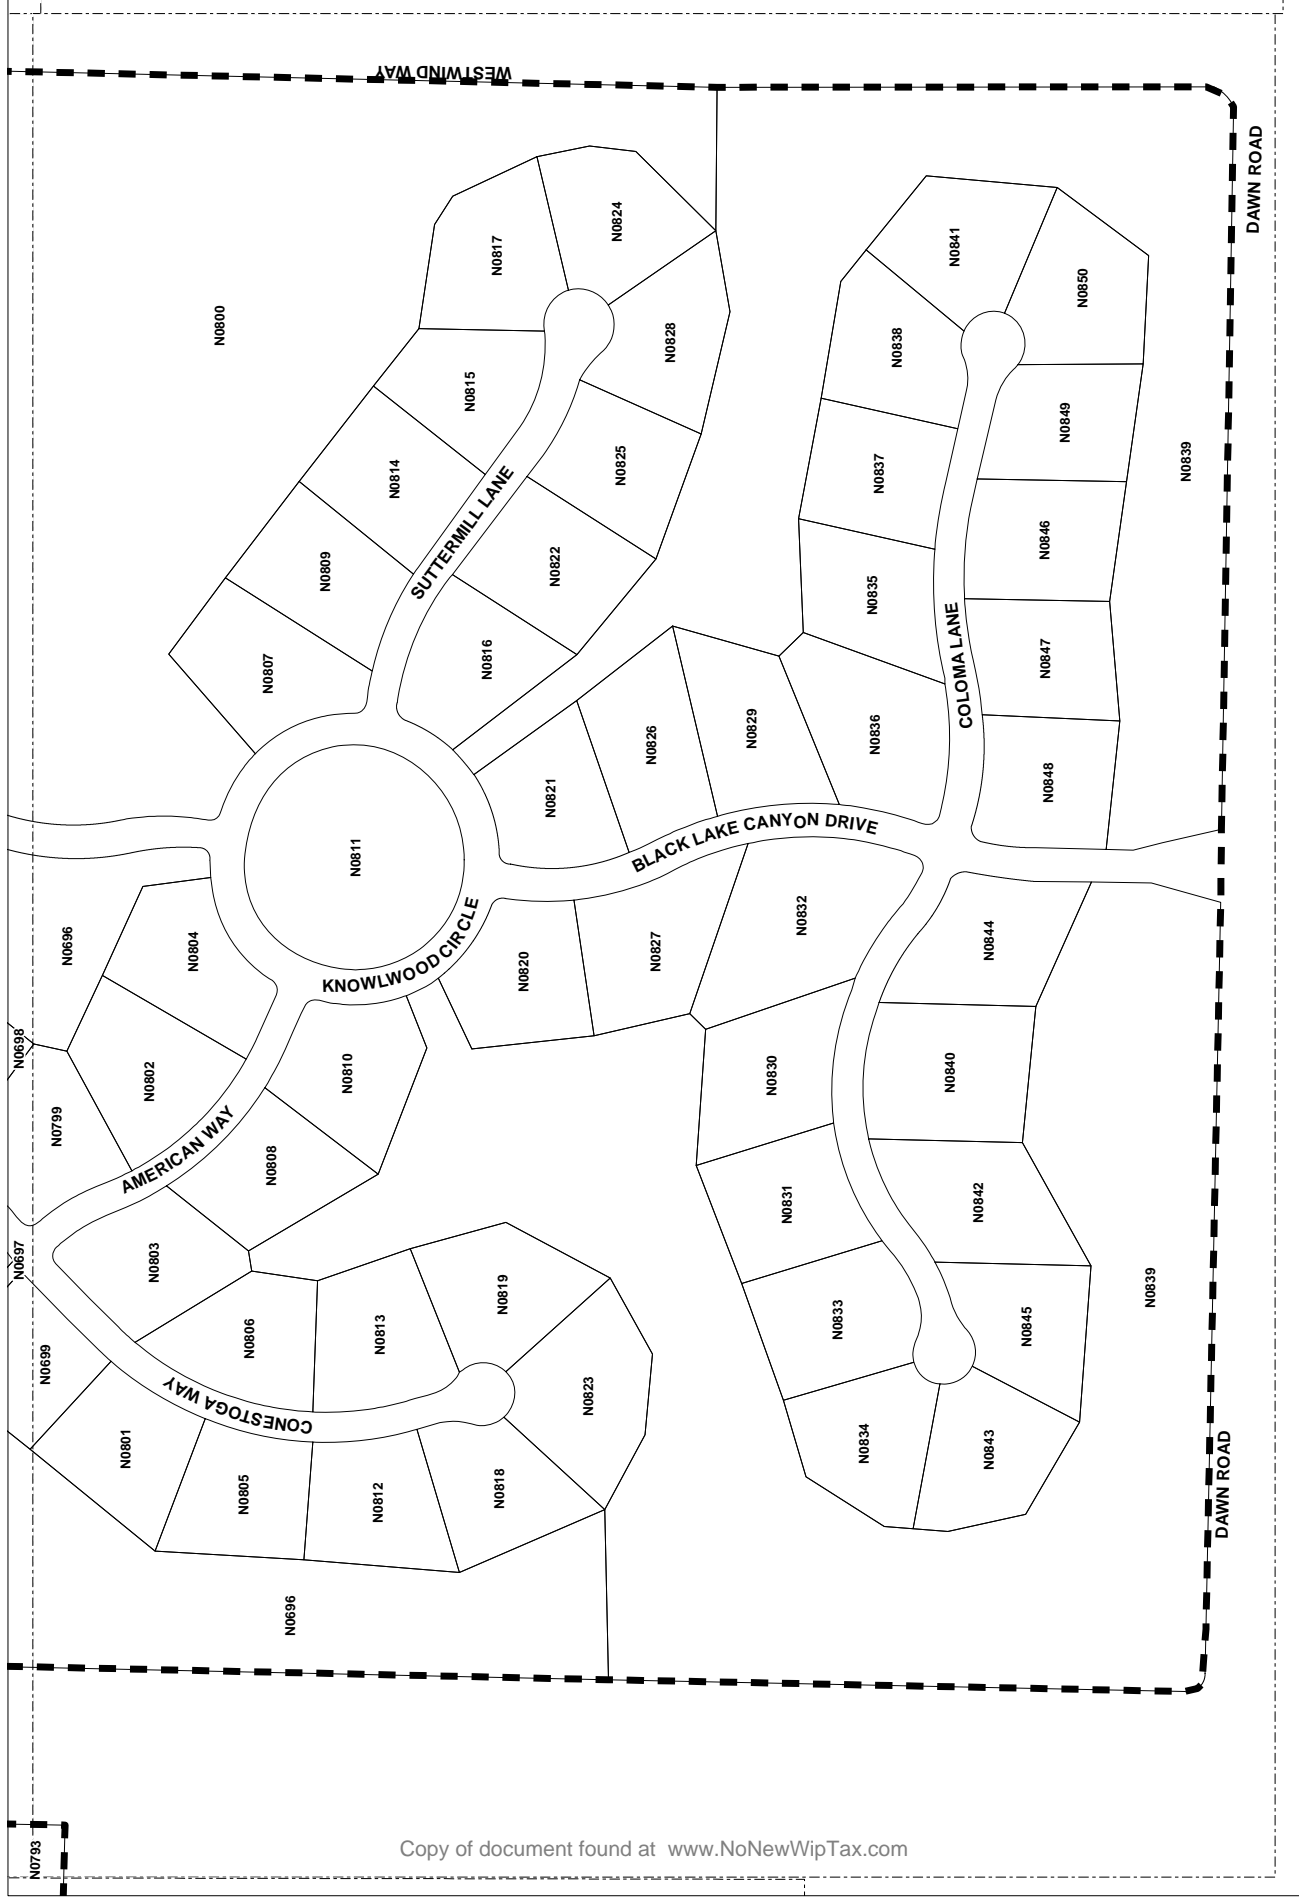 WESTWIND WAY
DAWN ROAD
N0800
N0817
N0824
N0841
N0850
N0828
N0838
N0815
N0849
N0825
N0814
N0837
N0839
SUTTERMILL LANE
N0809
N0822
N0846
N0835
N0807
N0816
N0847
COLOMA LANE
N0829
N0826
N0836
N0848
N0821
BLACK LAKE CANYON DRIVE
N0811
N0832
N0844
N0696
N0804
KNOWLWOOD CIRCLE
N0827
N0820
N0698
N0802
N0810
N0830
N0840
N0799
AMERICAN WAY
N0808
N0831
N0842
N0697
N0803
N0819
N0839
N0833
N0845
N0699
N0806
N0813
N0823
CONESTOGA WAY
N0801
N0834
N0843
N0805
N0812
N0818
DAWN ROAD
N0696
N0793
Copy of document found at www.NoNewWipTax.com